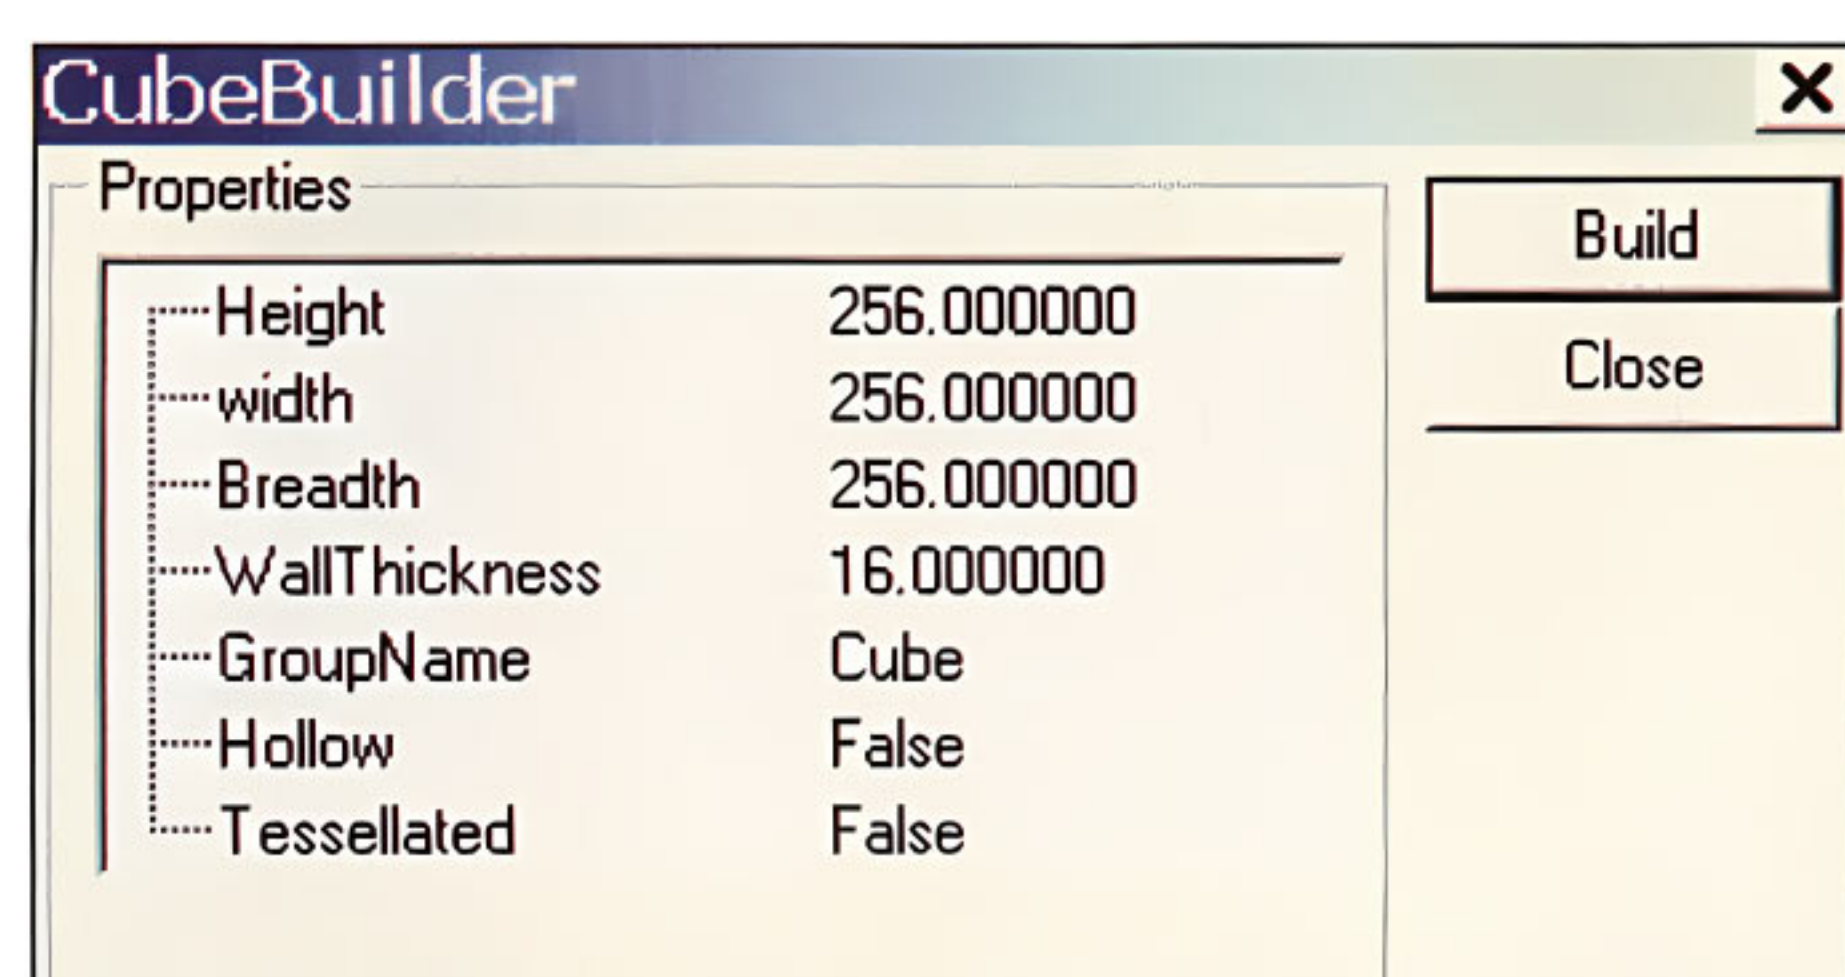 CubeBuilder
Properties
Height 256.000000
width 256.000000
Breadth 256.000000
WallThickness 16.000000
GroupName Cube
Hollow False
Tessellated False
Build
Close